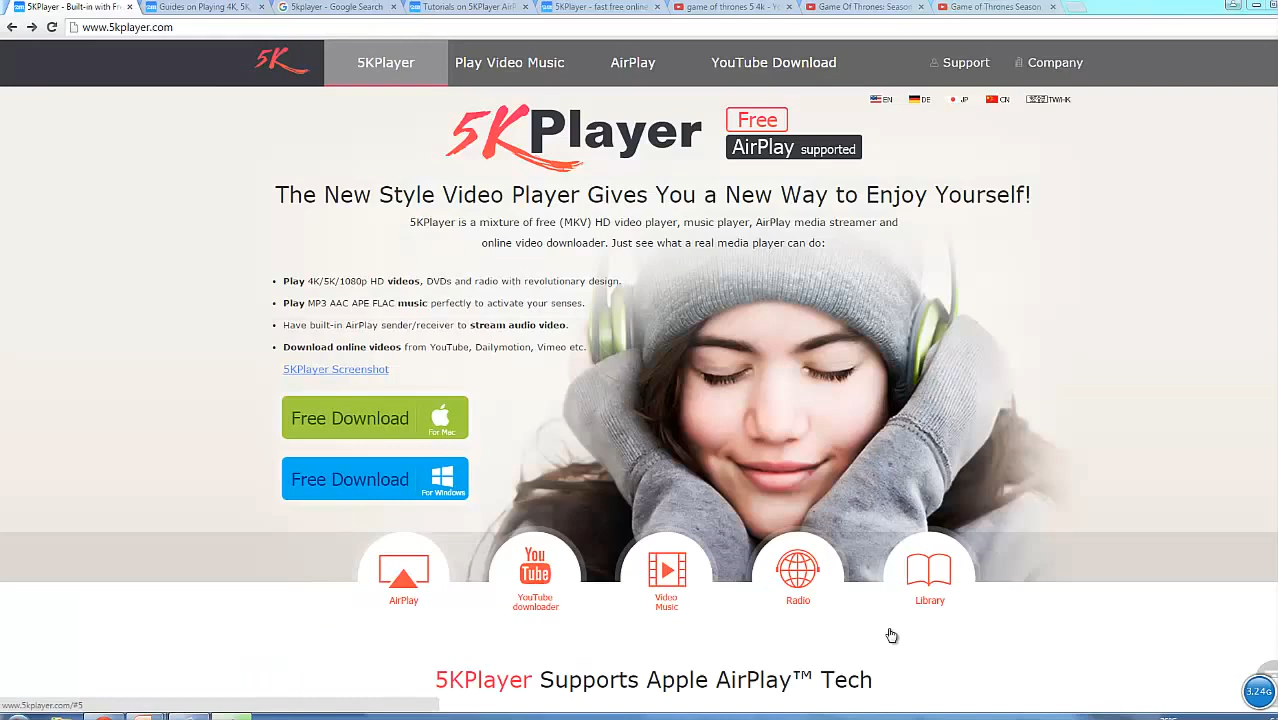 5KPlayer - Built-in with Fr
Guides on Playing 4K, 5K
5kplayer - Google Search
Tutorials on 5KPlayer AirP
5KPlayer - fast free online
game of thrones 5 4k - Yo
Game Of Thrones: Season
Game of Thrones Season
www.5kplayer.com
5K
5KPlayer
Play Video Music
AirPlay
YouTube Download
Support
Company
EN
DE
JP
CN
TW/HK
5KPlayer
Free
AirPlay supported
The New Style Video Player Gives You a New Way to Enjoy Yourself!
5KPlayer is a mixture of free (MKV) HD video player, music player, AirPlay media streamer and
online video downloader. Just see what a real media player can do:
Play 4K/5K/1080p HD videos, DVDs and radio with revolutionary design.
Play MP3 AAC APE FLAC music perfectly to activate your senses.
Have built-in AirPlay sender/receiver to stream audio video.
Download online videos from YouTube, Dailymotion, Vimeo etc.
5KPlayer Screenshot
Free Download
For Mac
Free Download
For Windows
You
Tube
AirPlay
YouTube
downloader
Video
Music
Radio
Library
5KPlayer Supports Apple AirPlay™ Tech
www.5kplayer.com/#5
3.24G